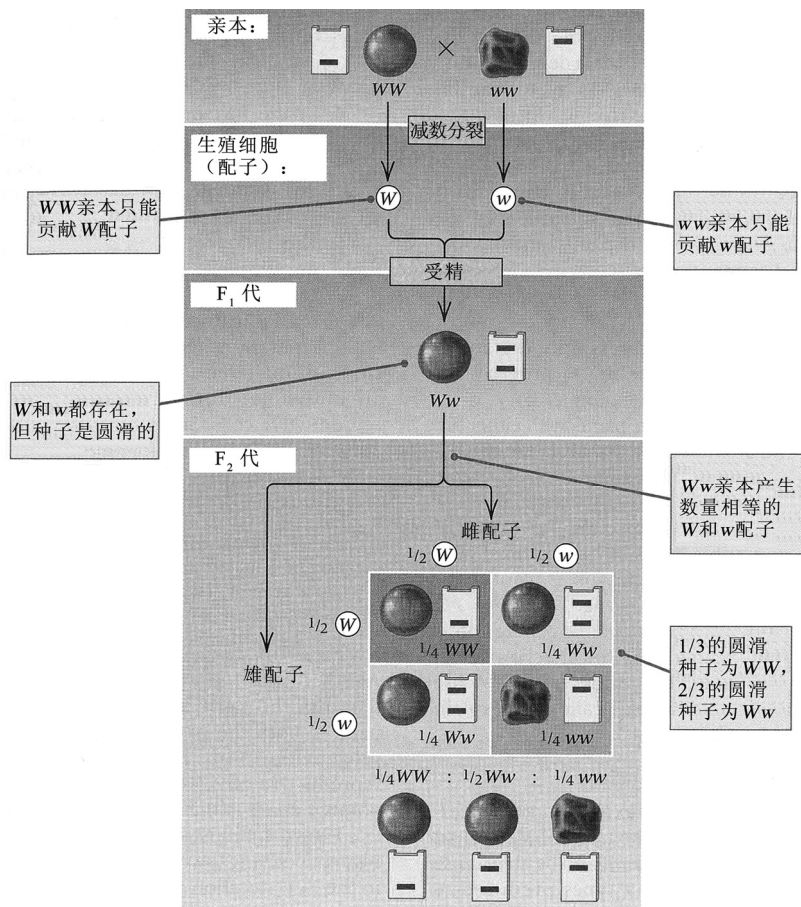 亲本：
×
WW
ww
减数分裂
生殖细胞
（配子）：
W
w
WW亲本只能
贡献W配子
ww亲本只能
贡献w配子
受精
F₁ 代
Ww
W和w都存在，
但种子是圆滑的
F₂ 代
Ww亲本产生
数量相等的
W和w配子
雌配子
1/2 W
1/2 w
1/2 W
1/4 WW
1/4 Ww
雄配子
1/3的圆滑
种子为WW，
2/3的圆滑
种子为Ww
1/2 w
1/4 Ww
1/4 ww
1/4WW : 1/2Ww : 1/4 ww